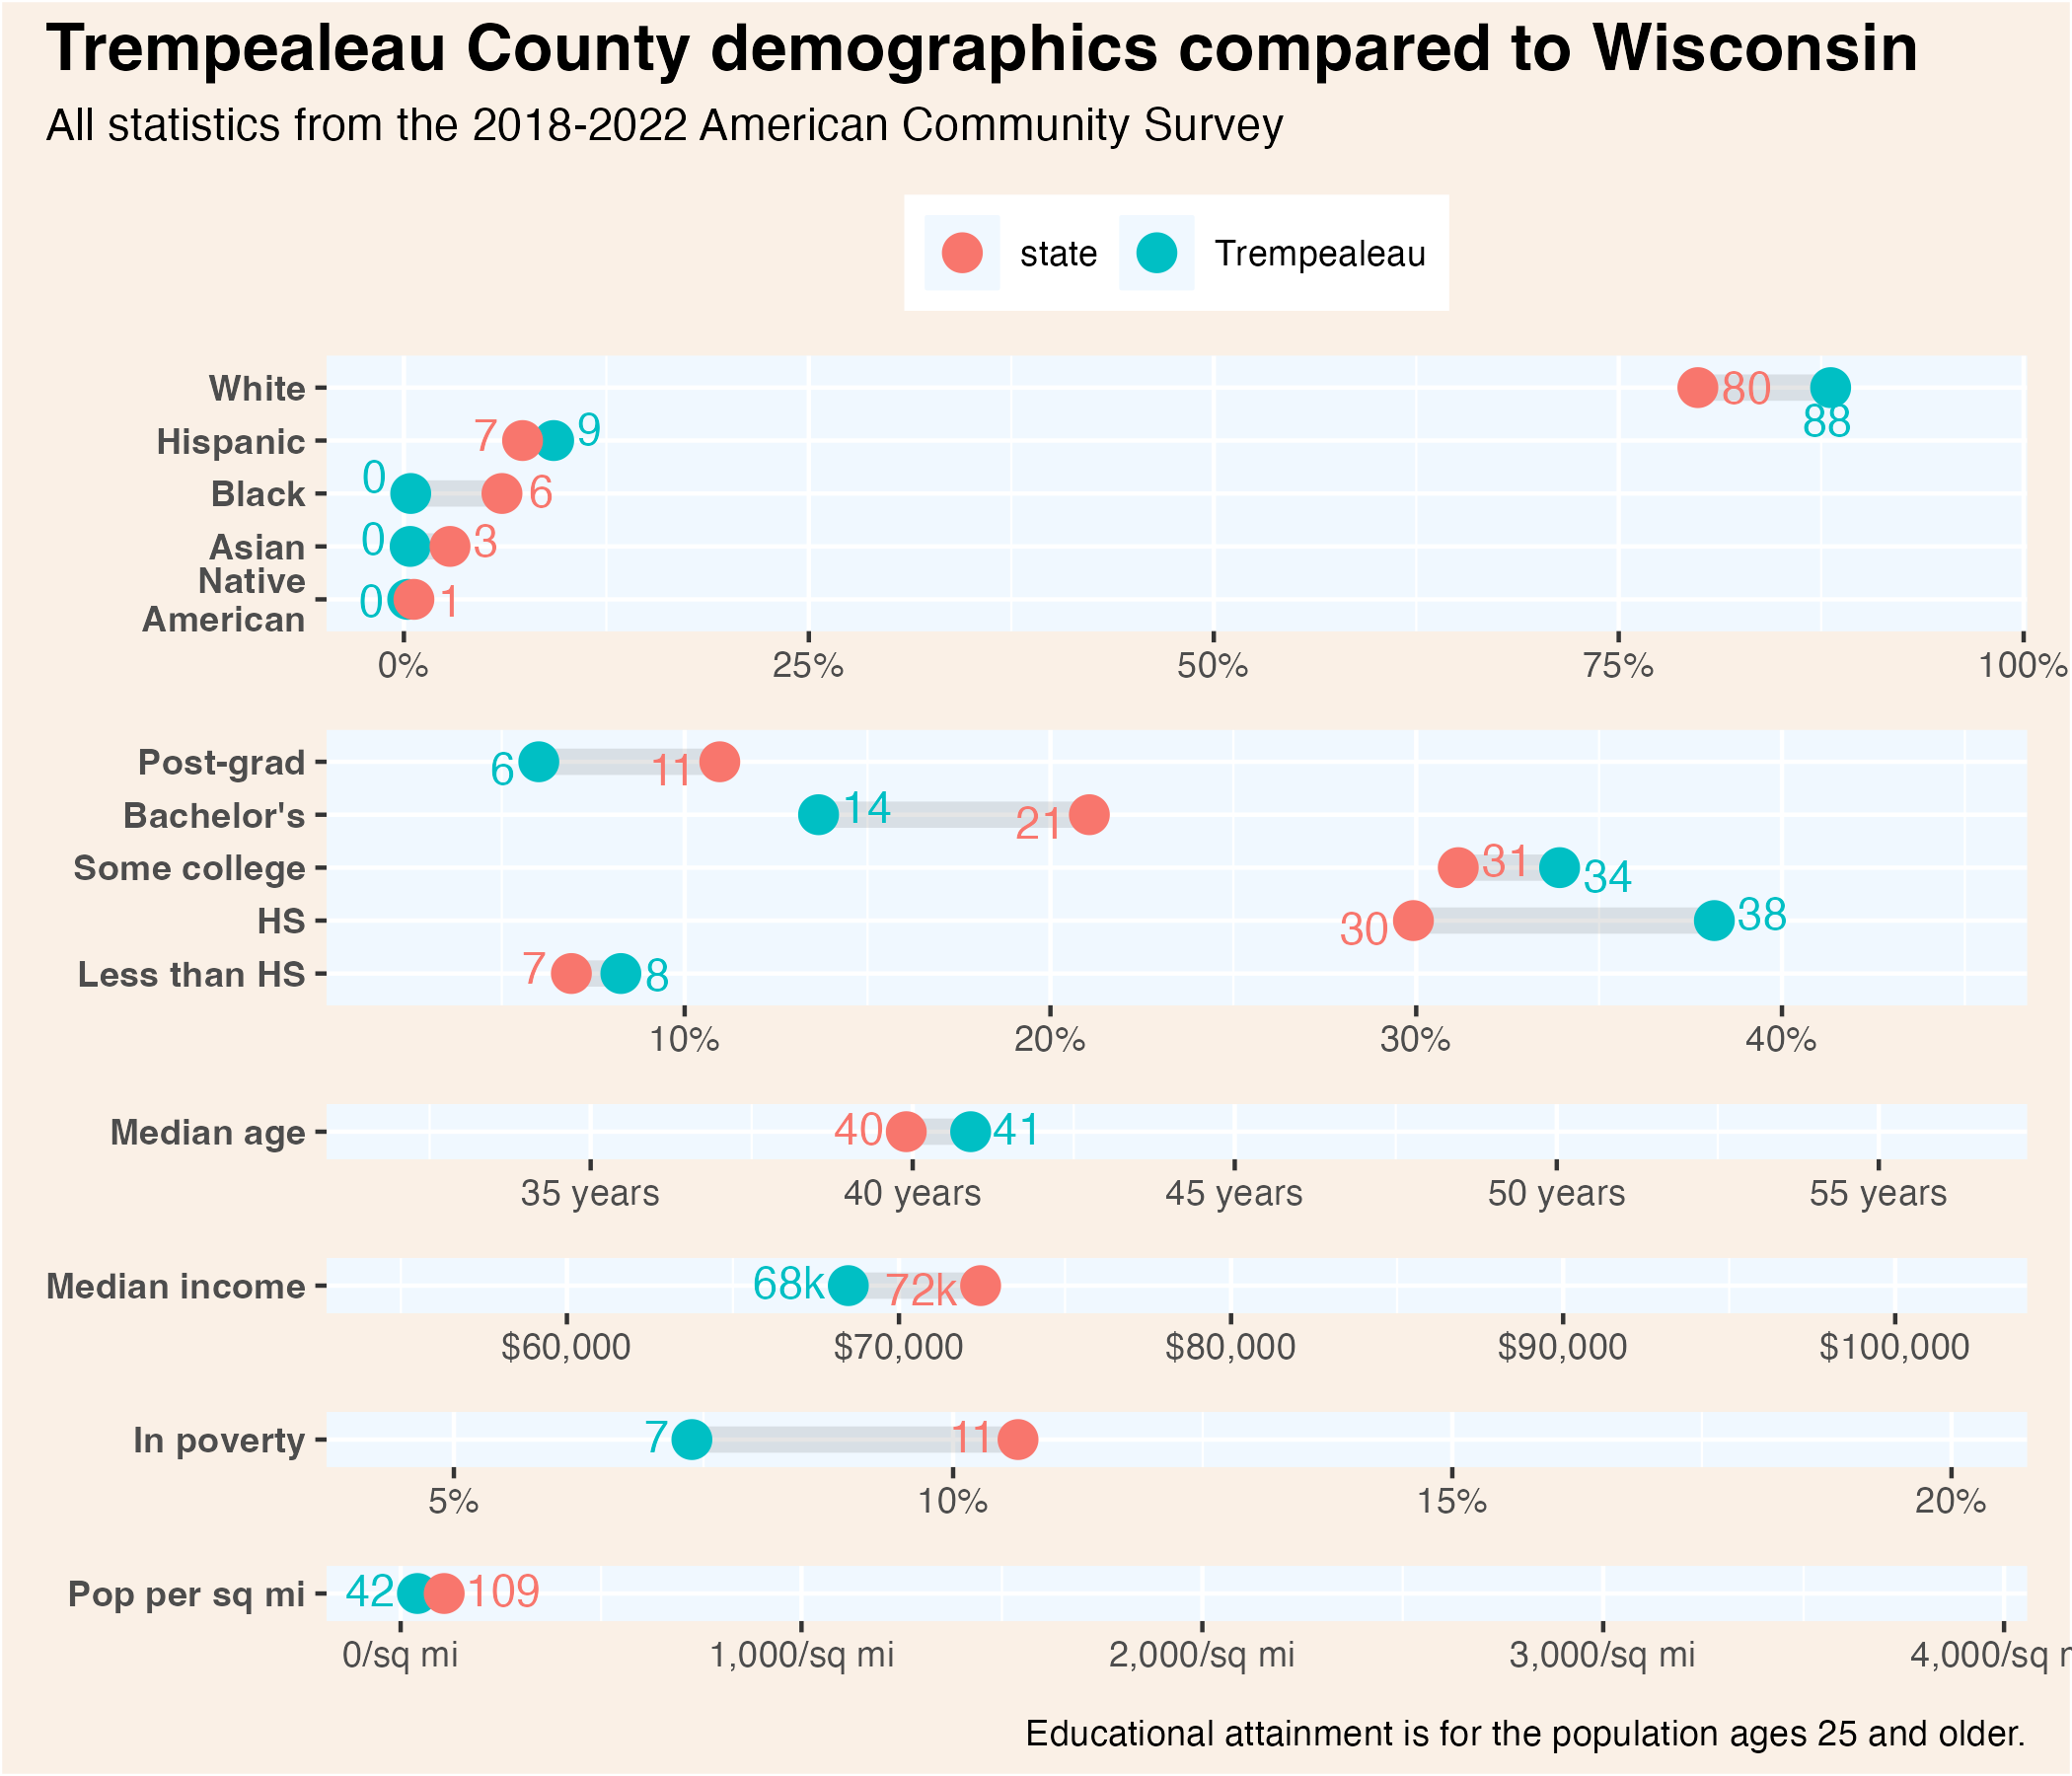 Trempealeau County demographics compared to Wisconsin
All statistics from the 2018-2022 American Community Survey
state Trempealeau
White 80 88
Hispanic 7 9
Black 0 6
Asian 0 3
Native
American 0 1
0% 25% 50% 75% 100%
Post-grad 6 11
Bachelor's 14 21
Some college 31 34
HS 30 38
Less than HS 7 8
10% 20% 30% 40%
Median age 40 41
35 years 40 years 45 years 50 years 55 years
Median income 68k 72k
$60,000 $70,000 $80,000 $90,000 $100,000
In poverty 7 11
5% 10% 15% 20%
Pop per sq mi 42 109
0/sq mi 1,000/sq mi 2,000/sq mi 3,000/sq mi 4,000/sq
Educational attainment is for the population ages 25 and older.